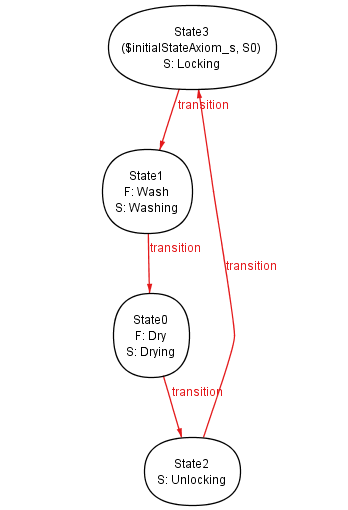 State3
($initialStateAxiom_s, S0)
S: Locking
transition
State1
F: Wash
S: Washing
transition
State0
F: Dry
S: Drying
transition
transition
State2
S: Unlocking